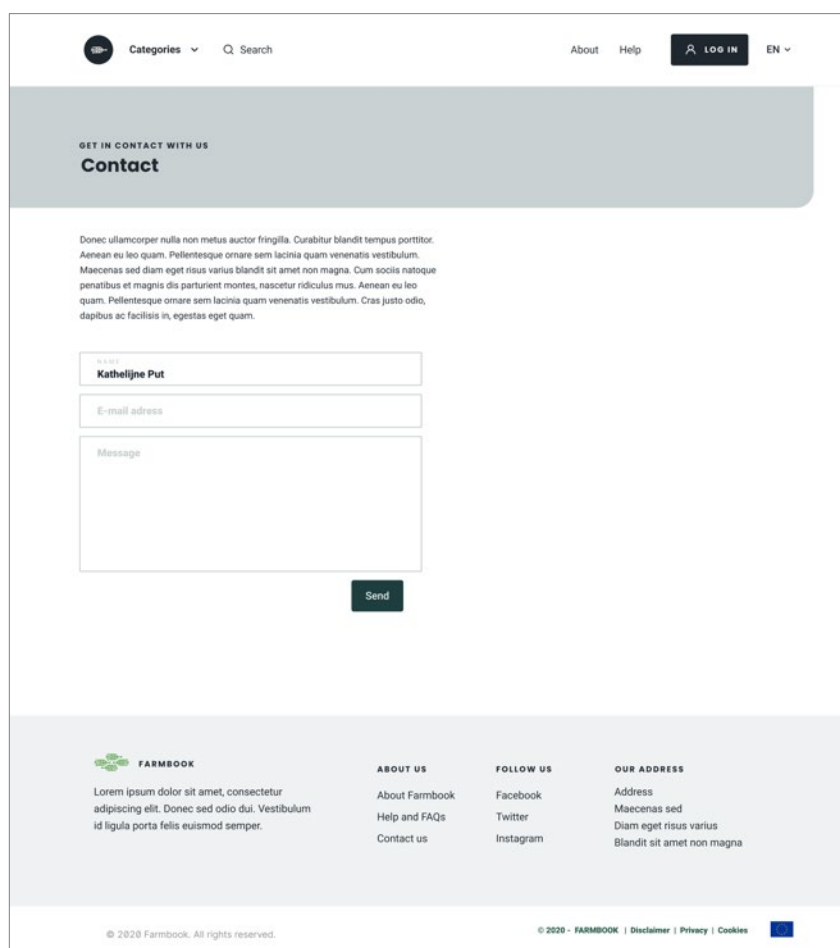 Categories
Search
About
Help
LOG IN
EN
GET IN CONTACT WITH US
Contact
Donec ullamcorper nulla non metus auctor fringilla. Curabitur blandit tempus porttitor.
Aenean eu leo quam. Pellentesque ornare sem lacinia quam venenatis vestibulum.
Maecenas sed diam eget risus varius blandit sit amet non magna. Cum sociis natoque
penatibus et magnis dis parturient montes, nascetur ridiculus mus. Aenean eu leo
quam. Pellentesque ornare sem lacinia quam venenatis vestibulum. Cras justo odio,
dapibus ac facilisis in, egestas eget quam.
NAME
Kathelijne Put
E-mail adress
Message
Send
FARMBOOK
Lorem ipsum dolor sit amet, consectetur
adipiscing elit. Donec sed odio dui. Vestibulum
id ligula porta felis euismod semper.
ABOUT US
About Farmbook
Help and FAQs
Contact us
FOLLOW US
Facebook
Twitter
Instagram
OUR ADDRESS
Address
Maecenas sed
Diam eget risus varius
Blandit sit amet non magna
© 2020 Farmbook. All rights reserved.
© 2020 - FARMBOOK | Disclaimer | Privacy | Cookies